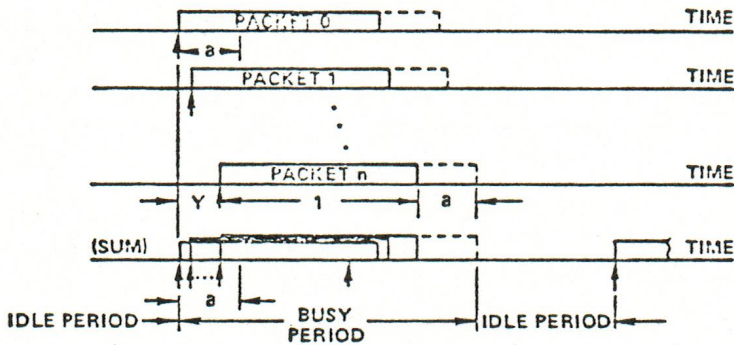 PACKET 0 TIME
a
PACKET 1 TIME
PACKET n TIME
Y 1 a
(SUM) TIME
...
a
IDLE PERIOD BUSY PERIOD IDLE PERIOD